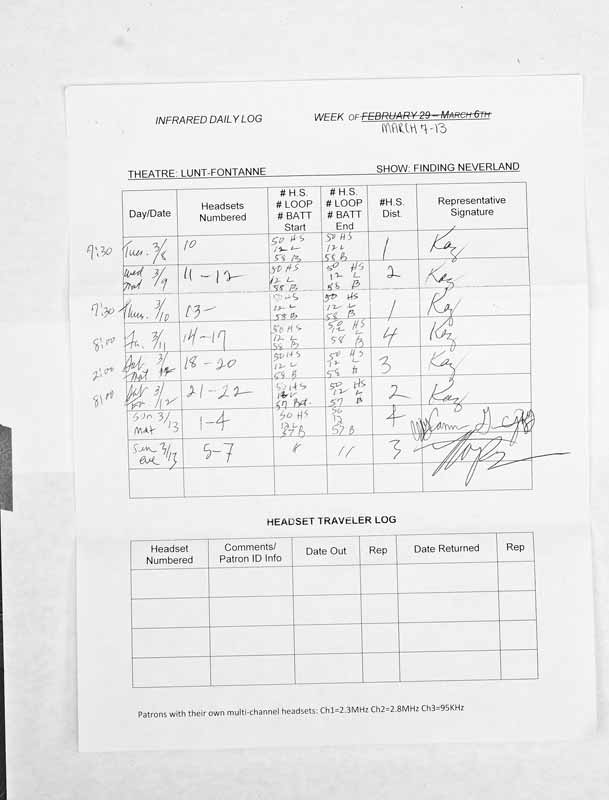 INFRARED DAILY LOG WEEK OF FEBRUARY 29 – MARCH 6TH
MARCH 7-13
THEATRE: LUNT-FONTANNE SHOW: FINDING NEVERLAND
Day/Date Headsets Numbered # H.S. # LOOP # BATT Start # H.S. # LOOP # BATT End #H.S. Dist. Representative Signature
7:30 Tues. 3/8 10 50 HS 12 L 58 B 50 HS 12 L 58 B 1 Kaz
Wed mat 3/9 11-12 50 HS 12 L 58 B 50 HS 12 L 58 B 2 Kaz
7:30 Thus. 3/10 13- 50 HS 12 L 58 B 50 HS 12 L 58 B 1 Kaz
8:00 Fri. 3/11 14-17 50 HS 12 L 58 B 50 HS 12 L 58 B 4 Kaz
2:00 Sat mat 3/12 18-20 50 HS 12 L 58 B 50 HS 12 L 58 B 3 Kaz
8:00 Sat 3/12 21-22 50 HS 12 L 57 Bat. 50 HS 12 L 57 B 2 Kaz
Sun 3/13 mat 1-4 50 HS 12 L 57 B 50 12 57 B 4
Sun 3/13 eve 5-7 " 11 3
HEADSET TRAVELER LOG
Headset Numbered Comments/ Patron ID Info Date Out Rep Date Returned Rep
Patrons with their own multi-channel headsets: Ch1=2.3MHz Ch2=2.8MHz Ch3=95KHz